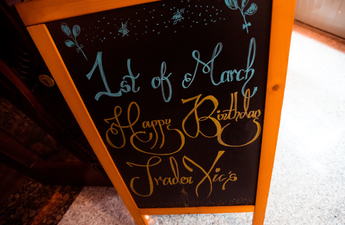 1st of March
Happy Birthday
Trader Vic's